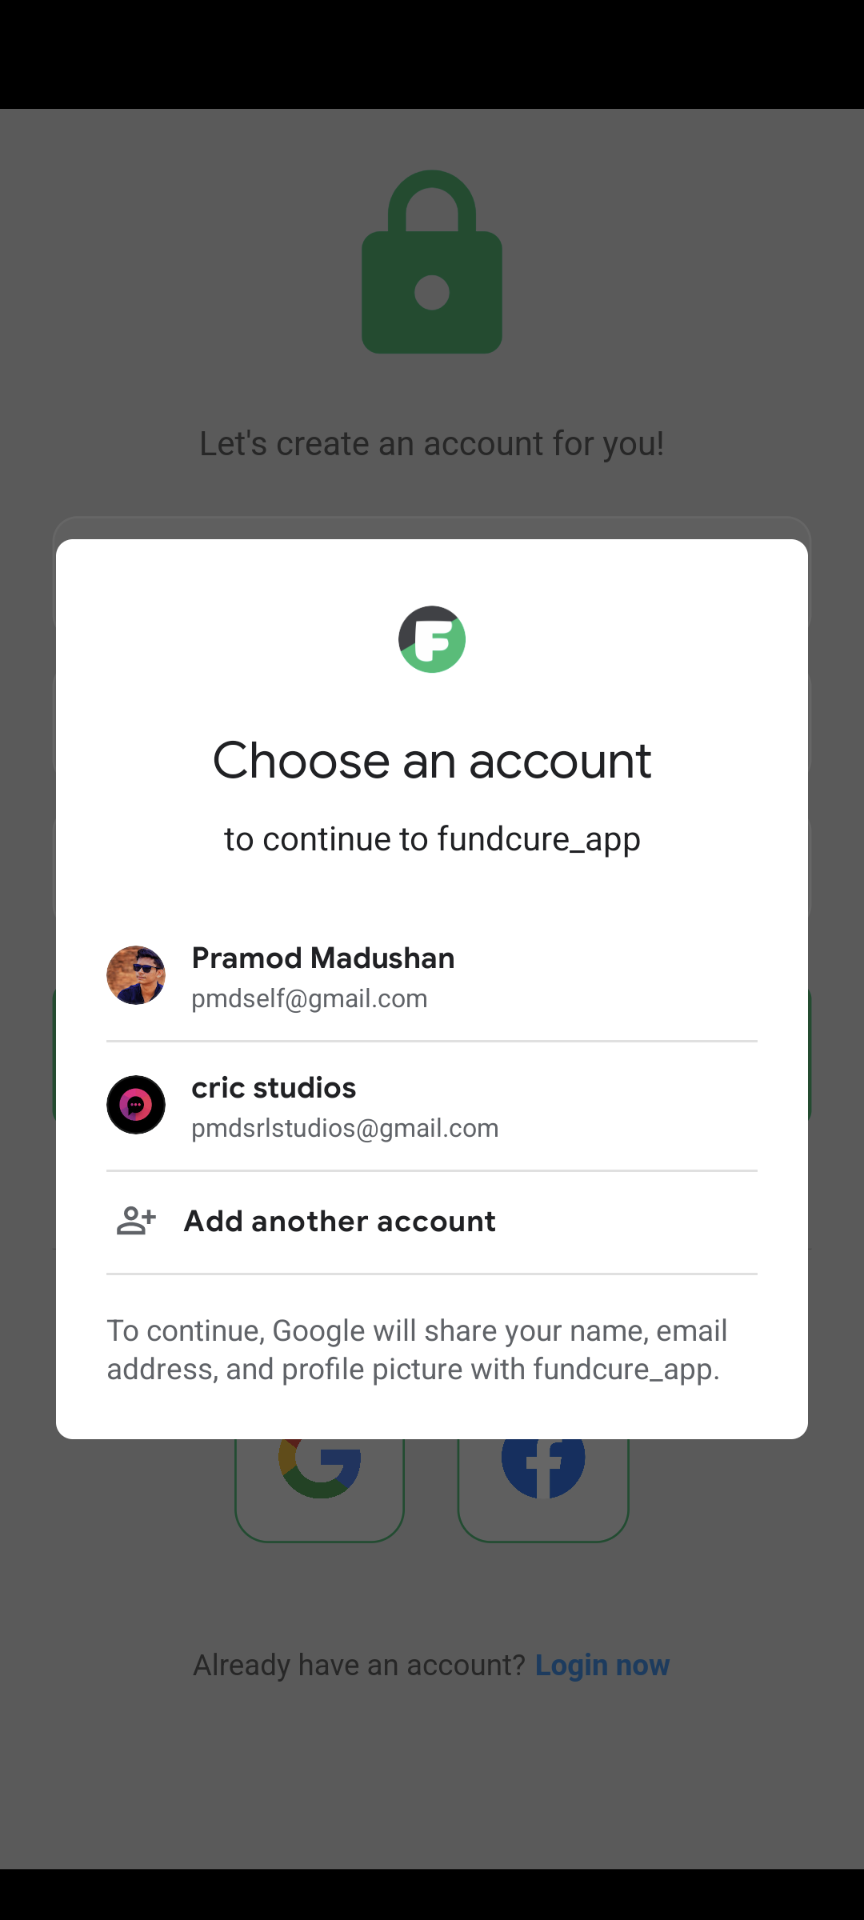 Let's create an account for you!
F
Choose an account
to continue to fundcure_app
Pramod Madushan
pmdself@gmail.com
cric studios
pmdsrlstudios@gmail.com
Add another account
To continue, Google will share your name, email
address, and profile picture with fundcure_app.
Already have an account? Login now